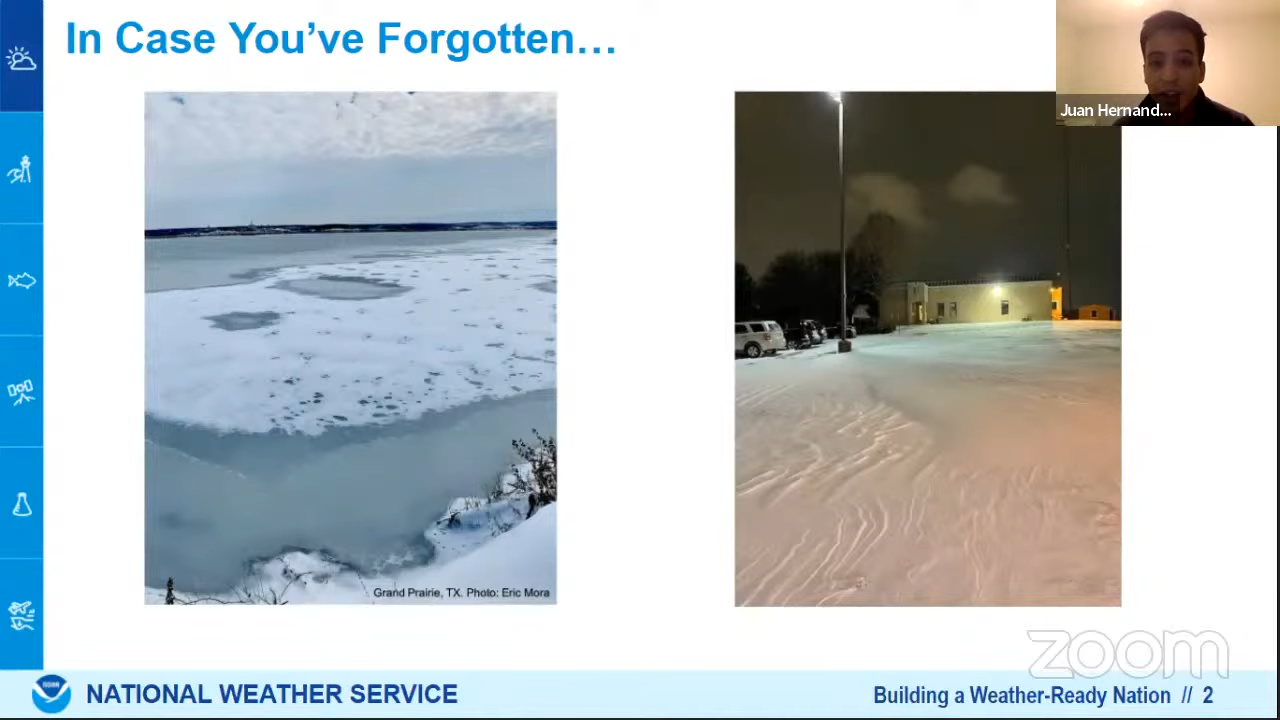 In Case You've Forgotten...
Juan Hernand...
Grand Prairie, TX. Photo: Eric Mora
zoom
NOAA
NATIONAL WEATHER SERVICE
Building a Weather-Ready Nation // 2